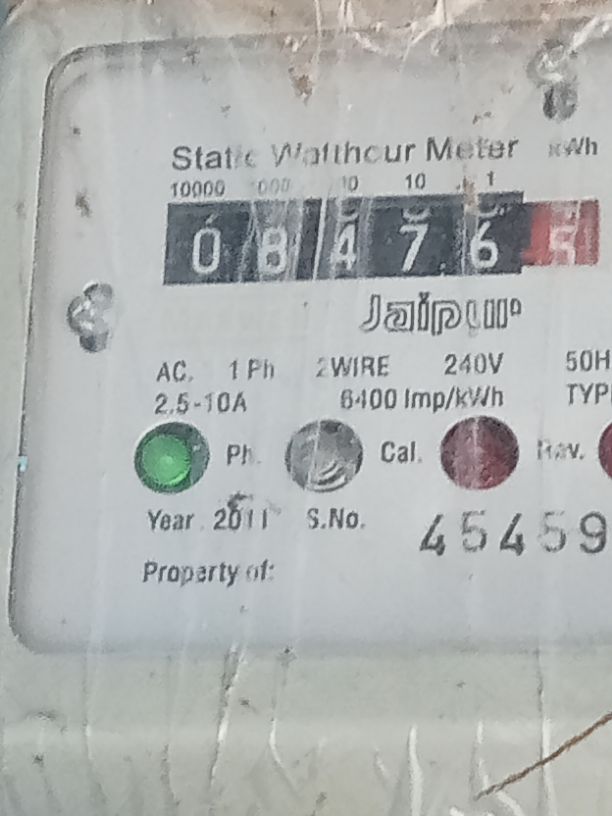 Static Watthour Meter kWh
10000 1000 100 10 1
0 8 4 7 6 5
Jaipur
AC. 1 Ph 2WIRE 240V 50H
2.5-10A 6400 Imp/kWh TYP
Ph. Cal. Rev.
Year 2011 S.No. 45459
Property of: